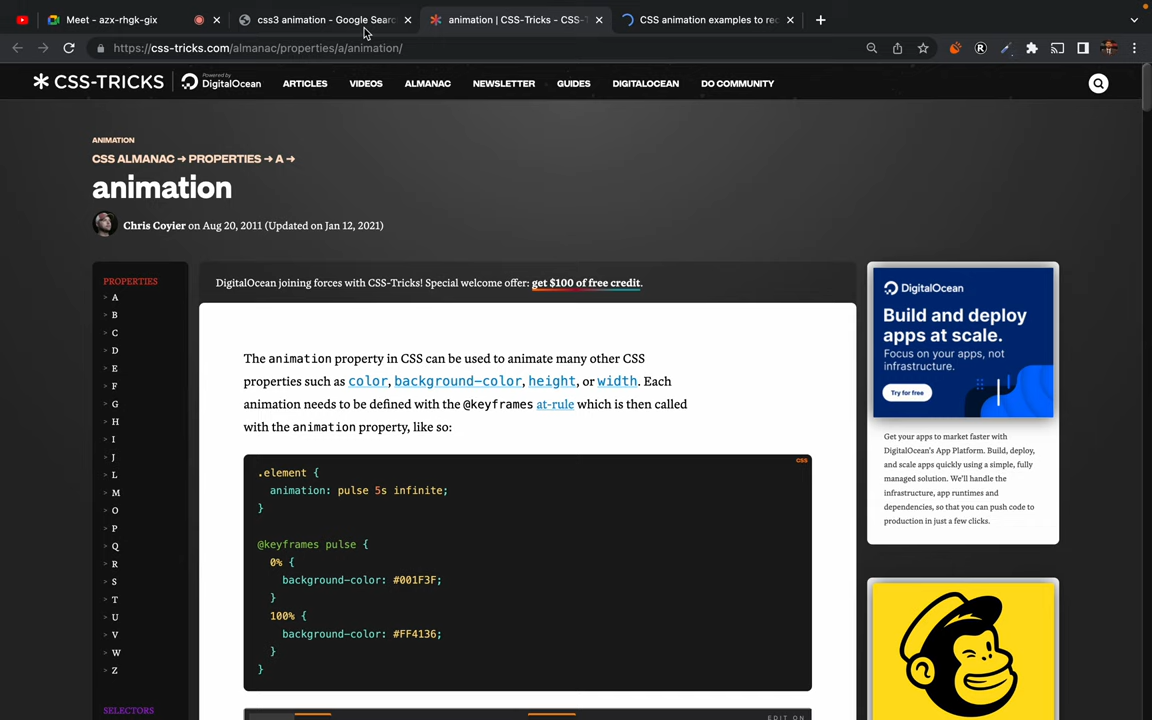 Meet - azx-rhgk-gix
css3 animation - Google Searc
animation | CSS-Tricks - CSS-T
CSS animation examples to rec
https://css-tricks.com/almanac/properties/a/animation/
CSS-TRICKS
Powered by
DigitalOcean
ARTICLES
VIDEOS
ALMANAC
NEWSLETTER
GUIDES
DIGITALOCEAN
DO COMMUNITY
ANIMATION
CSS ALMANAC → PROPERTIES → A →
animation
Chris Coyier on Aug 20, 2011 (Updated on Jan 12, 2021)
PROPERTIES
> A
> B
> C
> D
> E
> F
> G
> H
> I
> J
> L
> M
> O
> P
> Q
> R
> S
> T
> U
> V
> W
> Z
SELECTORS
DigitalOcean joining forces with CSS-Tricks! Special welcome offer: get $100 of free credit.
The animation property in CSS can be used to animate many other CSS
properties such as color, background-color, height, or width. Each
animation needs to be defined with the @keyframes at-rule which is then called
with the animation property, like so:
CSS
.element {
animation: pulse 5s infinite;
}
@keyframes pulse {
0% {
background-color: #001F3F;
}
100% {
background-color: #FF4136;
}
}
EDIT ON
DigitalOcean
Build and deploy
apps at scale.
Focus on your apps, not
infrastructure.
Try for free
Get your apps to market faster with
DigitalOcean's App Platform. Build, deploy,
and scale apps quickly using a simple, fully
managed solution. We'll handle the
infrastructure, app runtimes and
dependencies, so that you can push code to
production in just a few clicks.